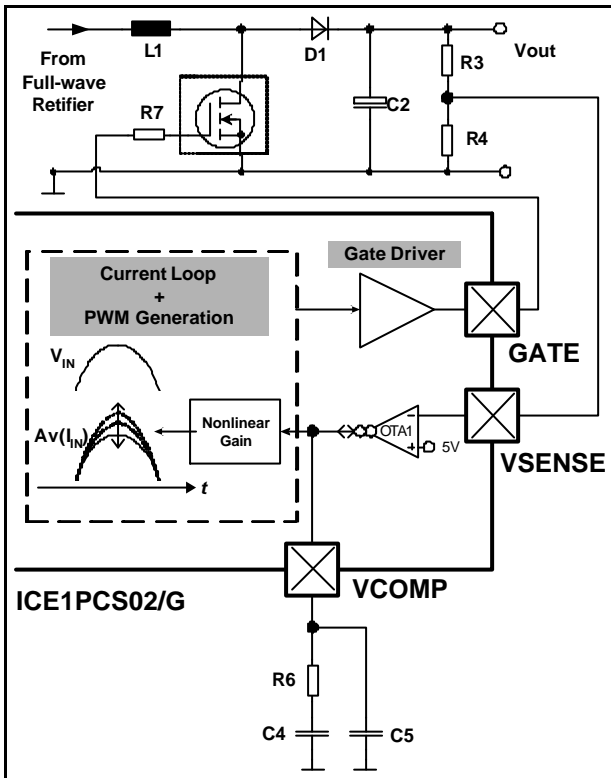 From
Full-wave
Retifier
L1
D1
Vout
R3
C2
R7
R4
Current Loop
+
PWM Generation
Gate Driver
GATE
VIN
Av(IIN)
t
Nonlinear
Gain
OTA1
5V
VSENSE
ICE1PCS02/G
VCOMP
R6
C4
C5